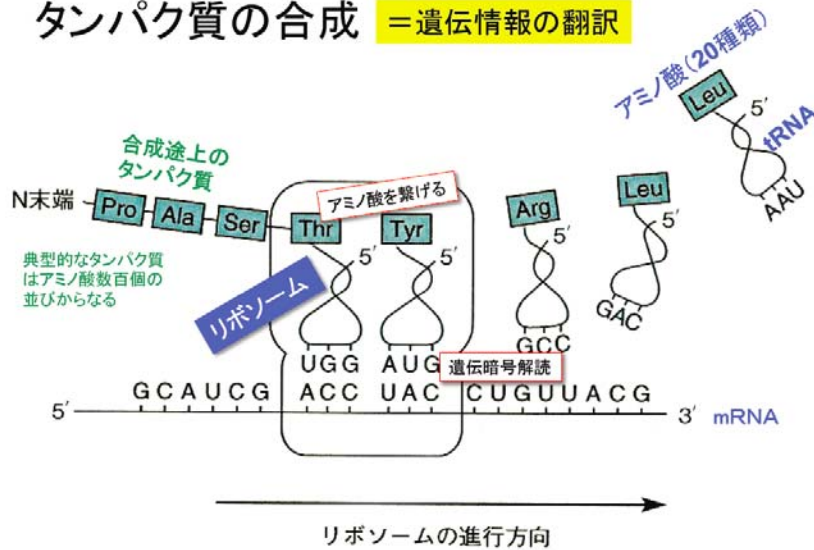 タンパク質の合成 =遺伝情報の翻訳
アミノ酸(20種類)
Leu
5′
tRNA
AAU
合成途上の
タンパク質
N末端
Pro Ala Ser Thr Tyr
アミノ酸を繋げる
Arg
Leu
5′ 5′ 5′ 5′
典型的なタンパク質
はアミノ酸数百個の
並びからなる
リボソーム
UGG AUG GCC GAC
遺伝暗号解読
GCAUCG ACC UAC CUGUUACG
5′ 3′ mRNA
リボソームの進行方向